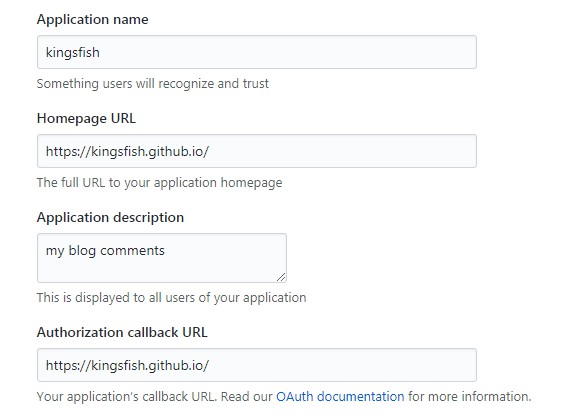 Application name
kingsfish
Something users will recognize and trust
Homepage URL
https://kingsfish.github.io/
The full URL to your application homepage
Application description
my blog comments
This is displayed to all users of your application
Authorization callback URL
https://kingsfish.github.io/
Your application's callback URL. Read our OAuth documentation for more information.